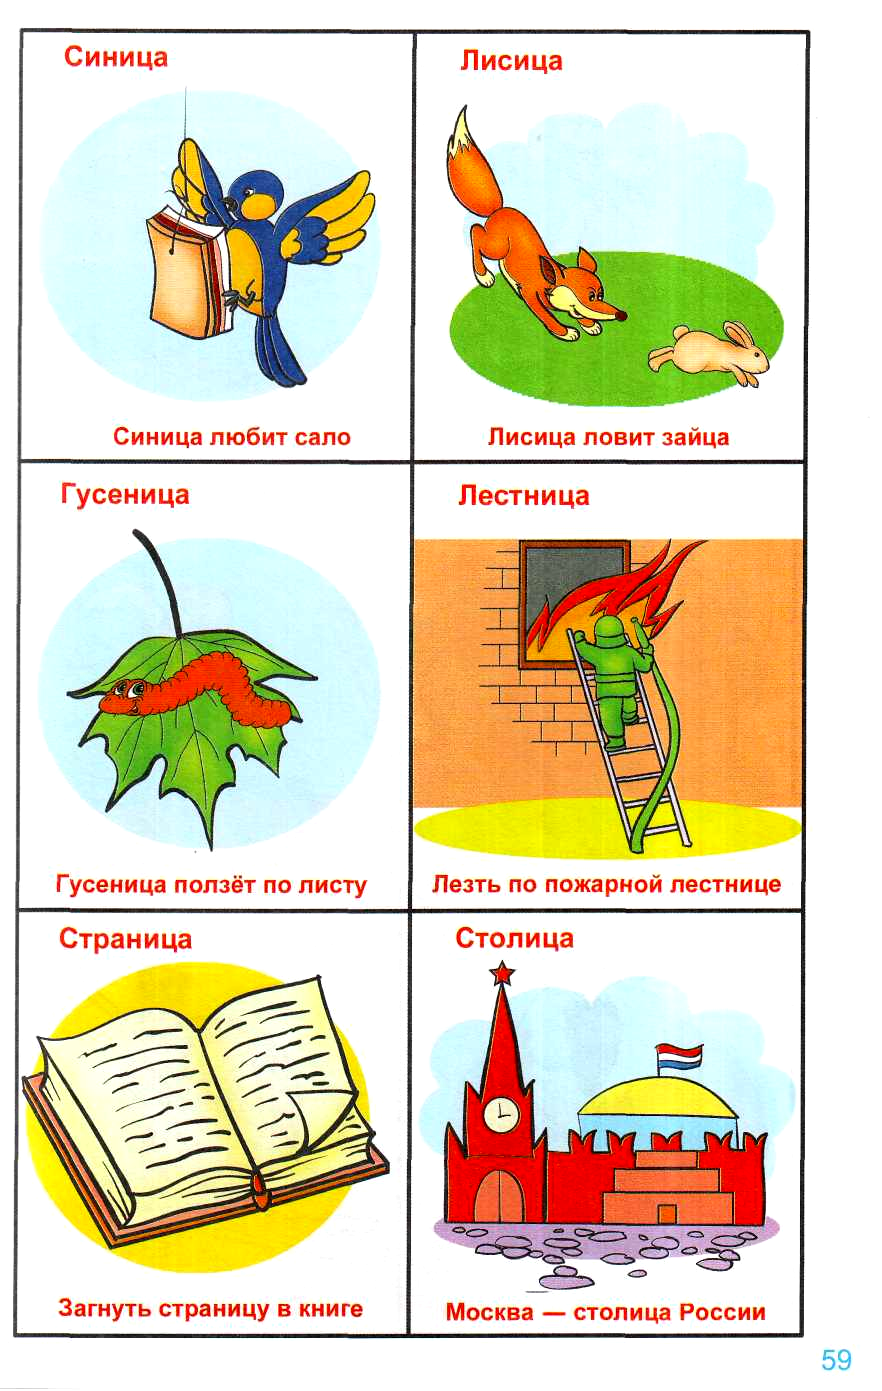 Синица
Лисица
Синица любит сало
Лисица ловит зайца
Гусеница
Лестница
Гусеница ползёт по листу
Лезть по пожарной лестнице
Страница
Столица
Загнуть страницу в книге
Москва — столица России
59